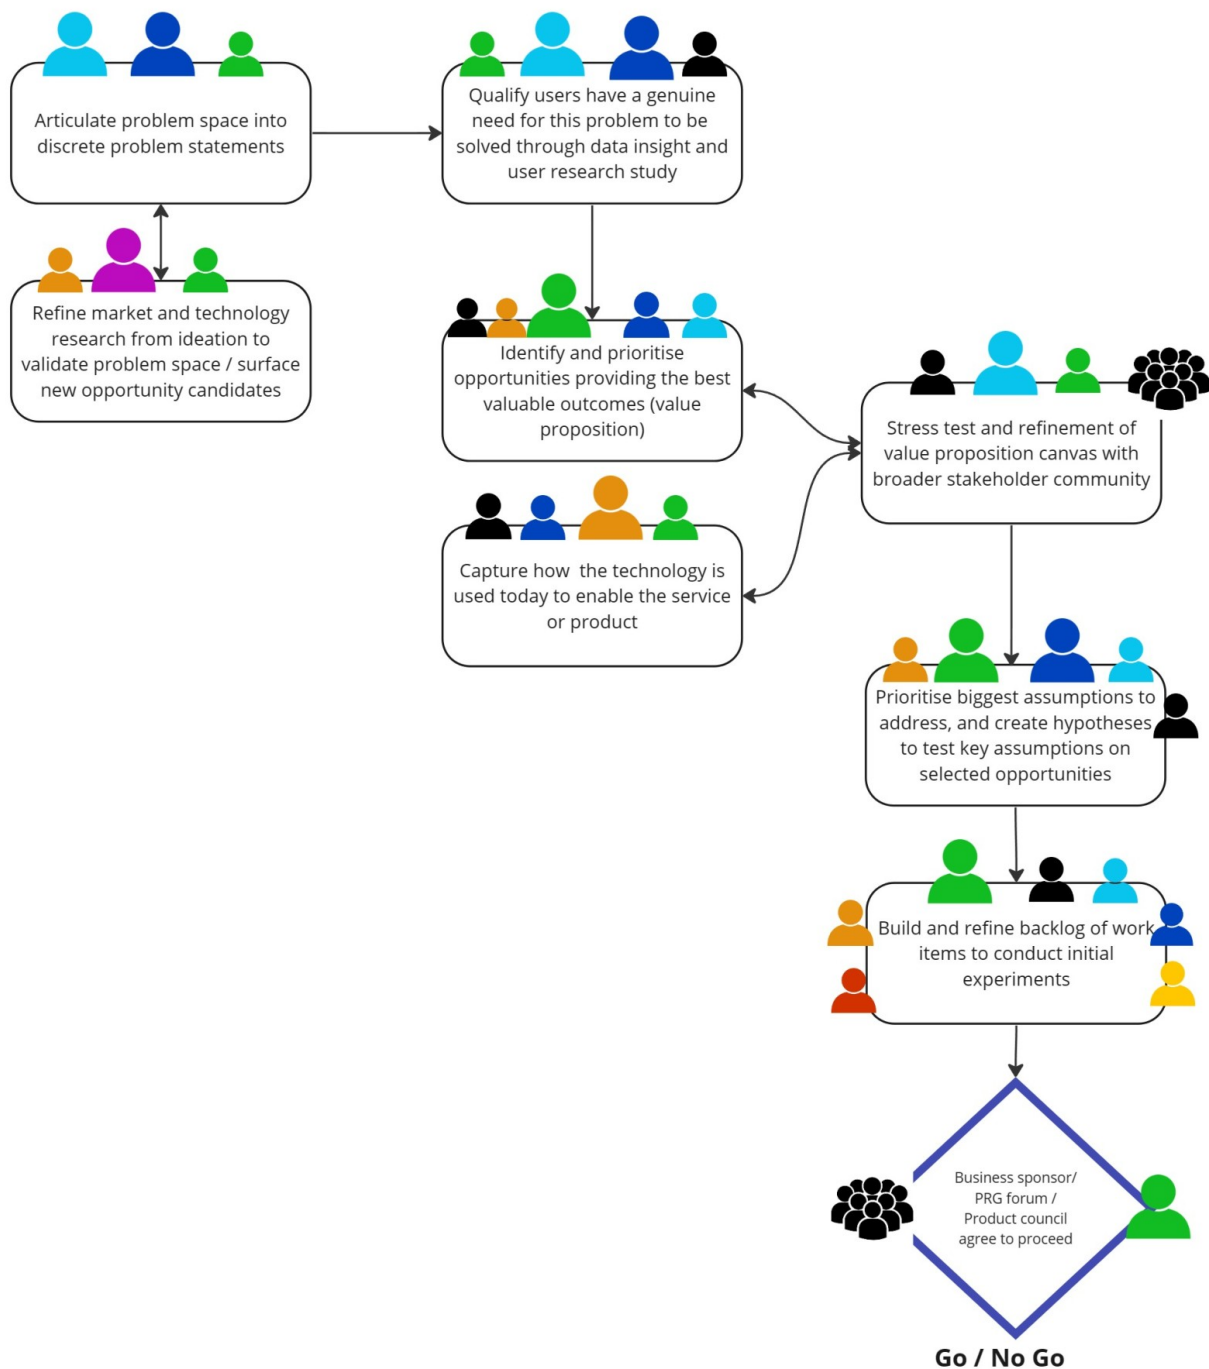 Articulate problem space into
discrete problem statements
Qualify users have a genuine
need for this problem to be
solved through data insight and
user research study
Refine market and technology
research from ideation to
validate problem space / surface
new opportunity candidates
Identify and prioritise
opportunities providing the best
valuable outcomes (value
proposition)
Stress test and refinement of
value proposition canvas with
broader stakeholder community
Capture how  the technology is
used today to enable the service
or product
Prioritise biggest assumptions to
address, and create hypotheses
to test key assumptions on
selected opportunities
Build and refine backlog of work
items to conduct initial
experiments
Business sponsor/
PRG forum /
Product council
agree to proceed
Go / No Go